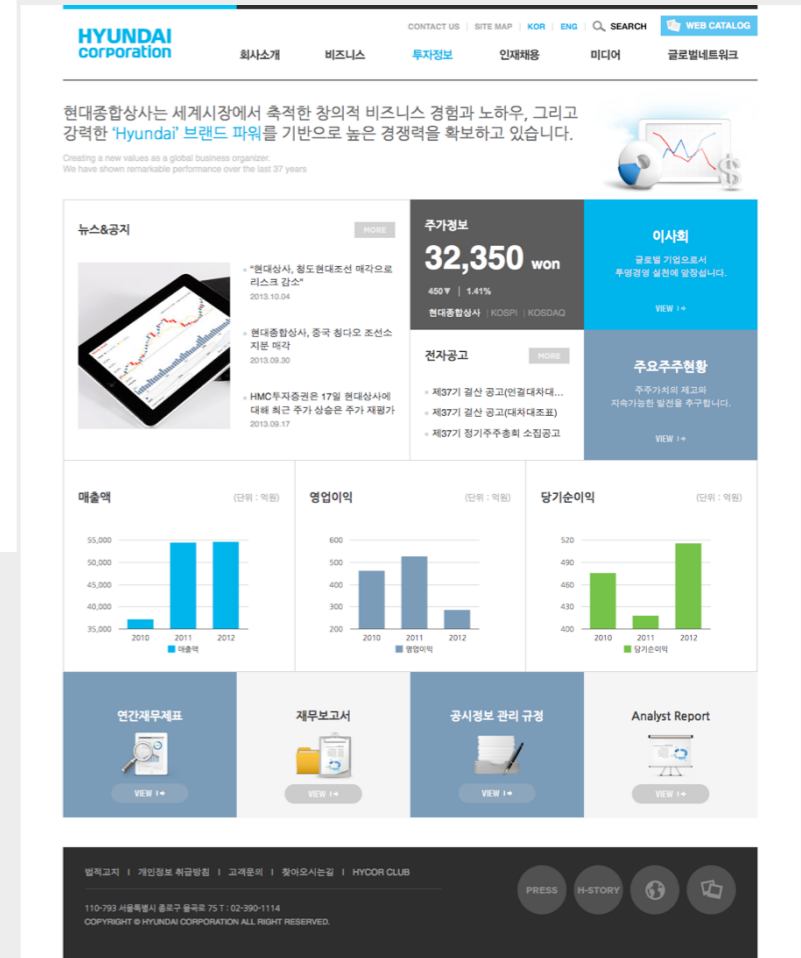 HYUNDAI
corporation
CONTACT US | SITE MAP | KOR | ENG | SEARCH
WEB CATALOG
회사소개 비즈니스 투자정보 인재채용 미디어 글로벌네트워크
현대종합상사는 세계시장에서 축적한 창의적 비즈니스 경험과 노하우, 그리고
강력한 ‘Hyundai’ 브랜드 파워를 기반으로 높은 경쟁력을 확보하고 있습니다.
Creating a new values as a global business organizer.
We have shown remarkable performance over the last 37 years
뉴스&공지
MORE
“현대상사, 청도현대조선 매각으로
리스크 감소"
2013.10.04
현대종합상사, 중국 칭다오 조선소
지분 매각
2013.09.30
HMC투자증권은 17일 현대상사에
대해 최근 주가 상승은 주가 재평가
2013.09.17
주가정보
32,350 won
450▼ | 1.41%
현대종합상사 | KOSPI | KOSDAQ
이사회
글로벌 기업으로서
투명경영 실천에 앞장섭니다.
VIEW
전자공고
MORE
제37기 결산 공고(연결대차대...
제37기 결산 공고(대차대조표)
제37기 정기주주총회 소집공고
주요주주현황
주주가치의 제고와
지속가능한 발전을 추구합니다.
VIEW
매출액 (단위 : 억원)
55,000
50,000
45,000
40,000
35,000
2010 2011 2012
매출액
영업이익 (단위 : 억원)
600
500
400
300
200
2010 2011 2012
영업이익
당기순이익 (단위 : 억원)
520
490
460
430
400
2010 2011 2012
당기순이익
연간재무제표
VIEW
재무보고서
VIEW
공시정보 관리 규정
VIEW
Analyst Report
VIEW
법적고지 | 개인정보 취급방침 | 고객문의 | 찾아오시는길 | HYCOR CLUB
110-793 서울특별시 종로구 율곡로 75 T : 02-390-1114
COPYRIGHT © HYUNDAI CORPORATION ALL RIGHT RESERVED.
PRESS
H-STORY